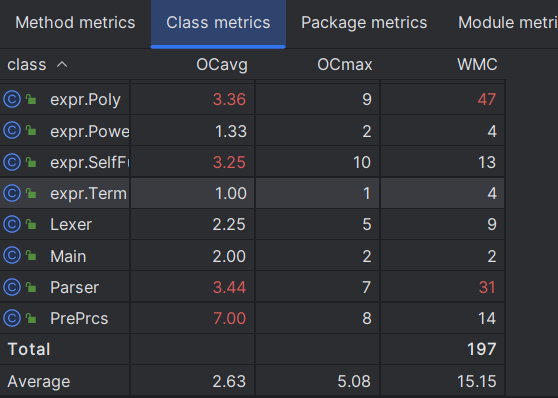 Method metrics Class metrics Package metrics Module metri
class OCavg OCmax WMC
expr.Poly 3.36 9 47
expr.Powe 1.33 2 4
expr.SelfF 3.25 10 13
expr.Term 1.00 1 4
Lexer 2.25 5 9
Main 2.00 2 2
Parser 3.44 7 31
PrePrcs 7.00 8 14
Total 197
Average 2.63 5.08 15.15